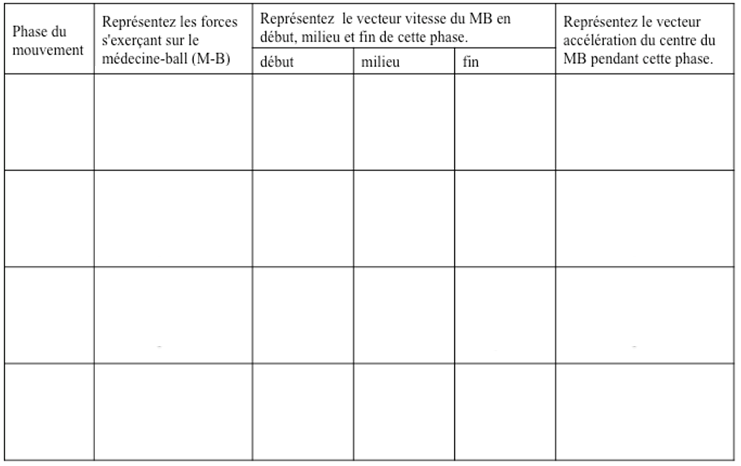 Phase du
mouvement
Représentez les forces
s'exerçant sur le
médecine-ball (M-B)
Représentez le vecteur vitesse du MB en
début, milieu et fin de cette phase.
début
milieu
fin
Représentez le vecteur
accélération du centre du
MB pendant cette phase.